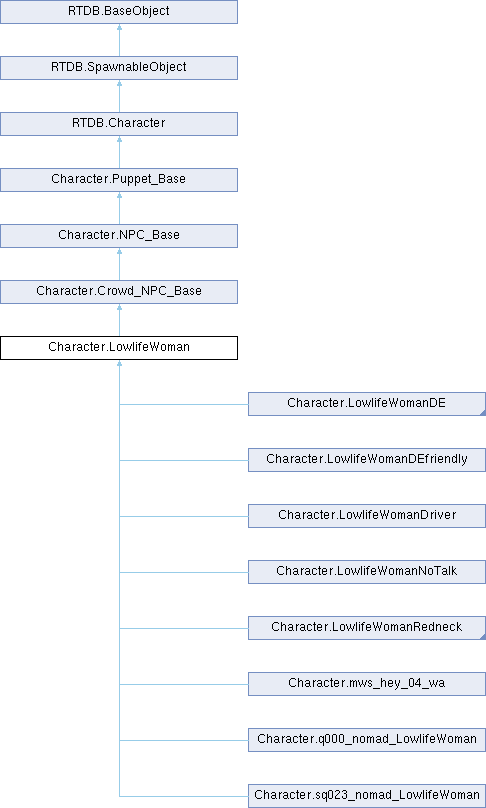 RTDB.BaseObject
RTDB.SpawnableObject
RTDB.Character
Character.Puppet_Base
Character.NPC_Base
Character.Crowd_NPC_Base
Character.LowlifeWoman
Character.LowlifeWomanDE
Character.LowlifeWomanDEfriendly
Character.LowlifeWomanDriver
Character.LowlifeWomanNoTalk
Character.LowlifeWomanRedneck
Character.mws_hey_04_wa
Character.q000_nomad_LowlifeWoman
Character.sq023_nomad_LowlifeWoman